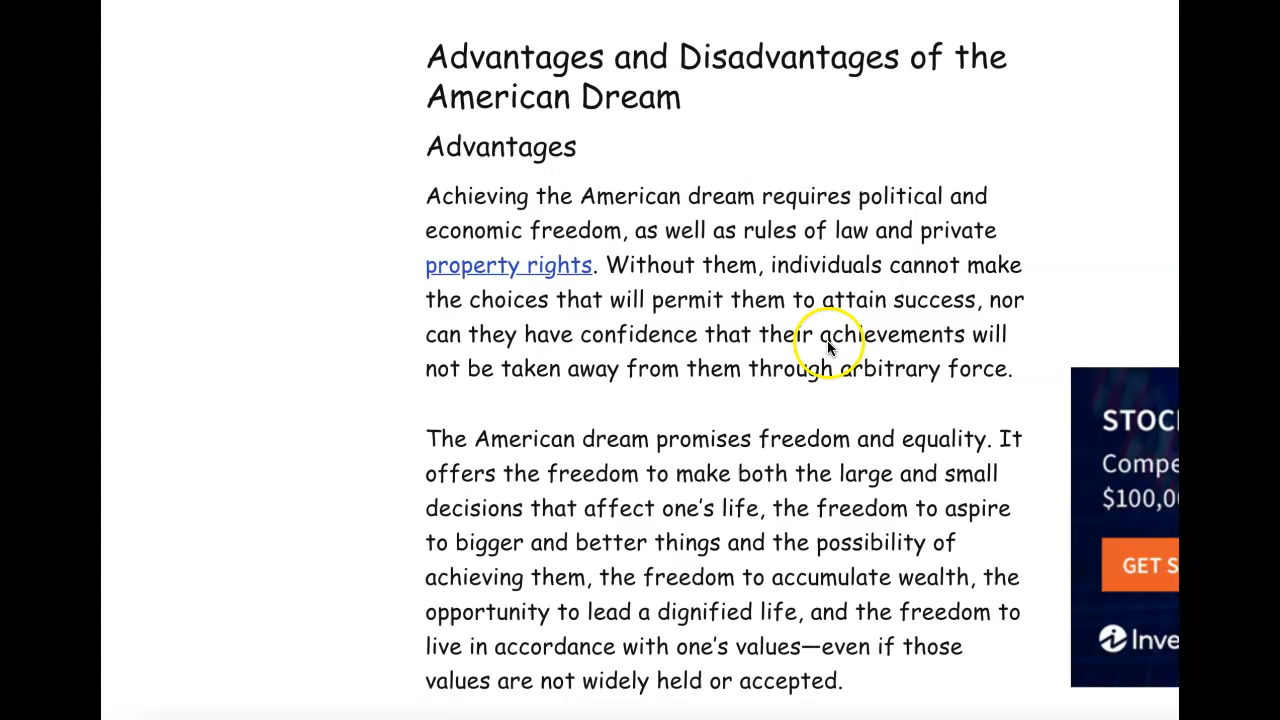 Advantages and Disadvantages of the
American Dream
Advantages
Achieving the American dream requires political and
economic freedom, as well as rules of law and private
property rights. Without them, individuals cannot make
the choices that will permit them to attain success, nor
can they have confidence that their achievements will
not be taken away from them through arbitrary force.
The American dream promises freedom and equality. It
offers the freedom to make both the large and small
decisions that affect one’s life, the freedom to aspire
to bigger and better things and the possibility of
achieving them, the freedom to accumulate wealth, the
opportunity to lead a dignified life, and the freedom to
live in accordance with one’s values—even if those
values are not widely held or accepted.
STOC
Compe
$100,0
GET S
Inve